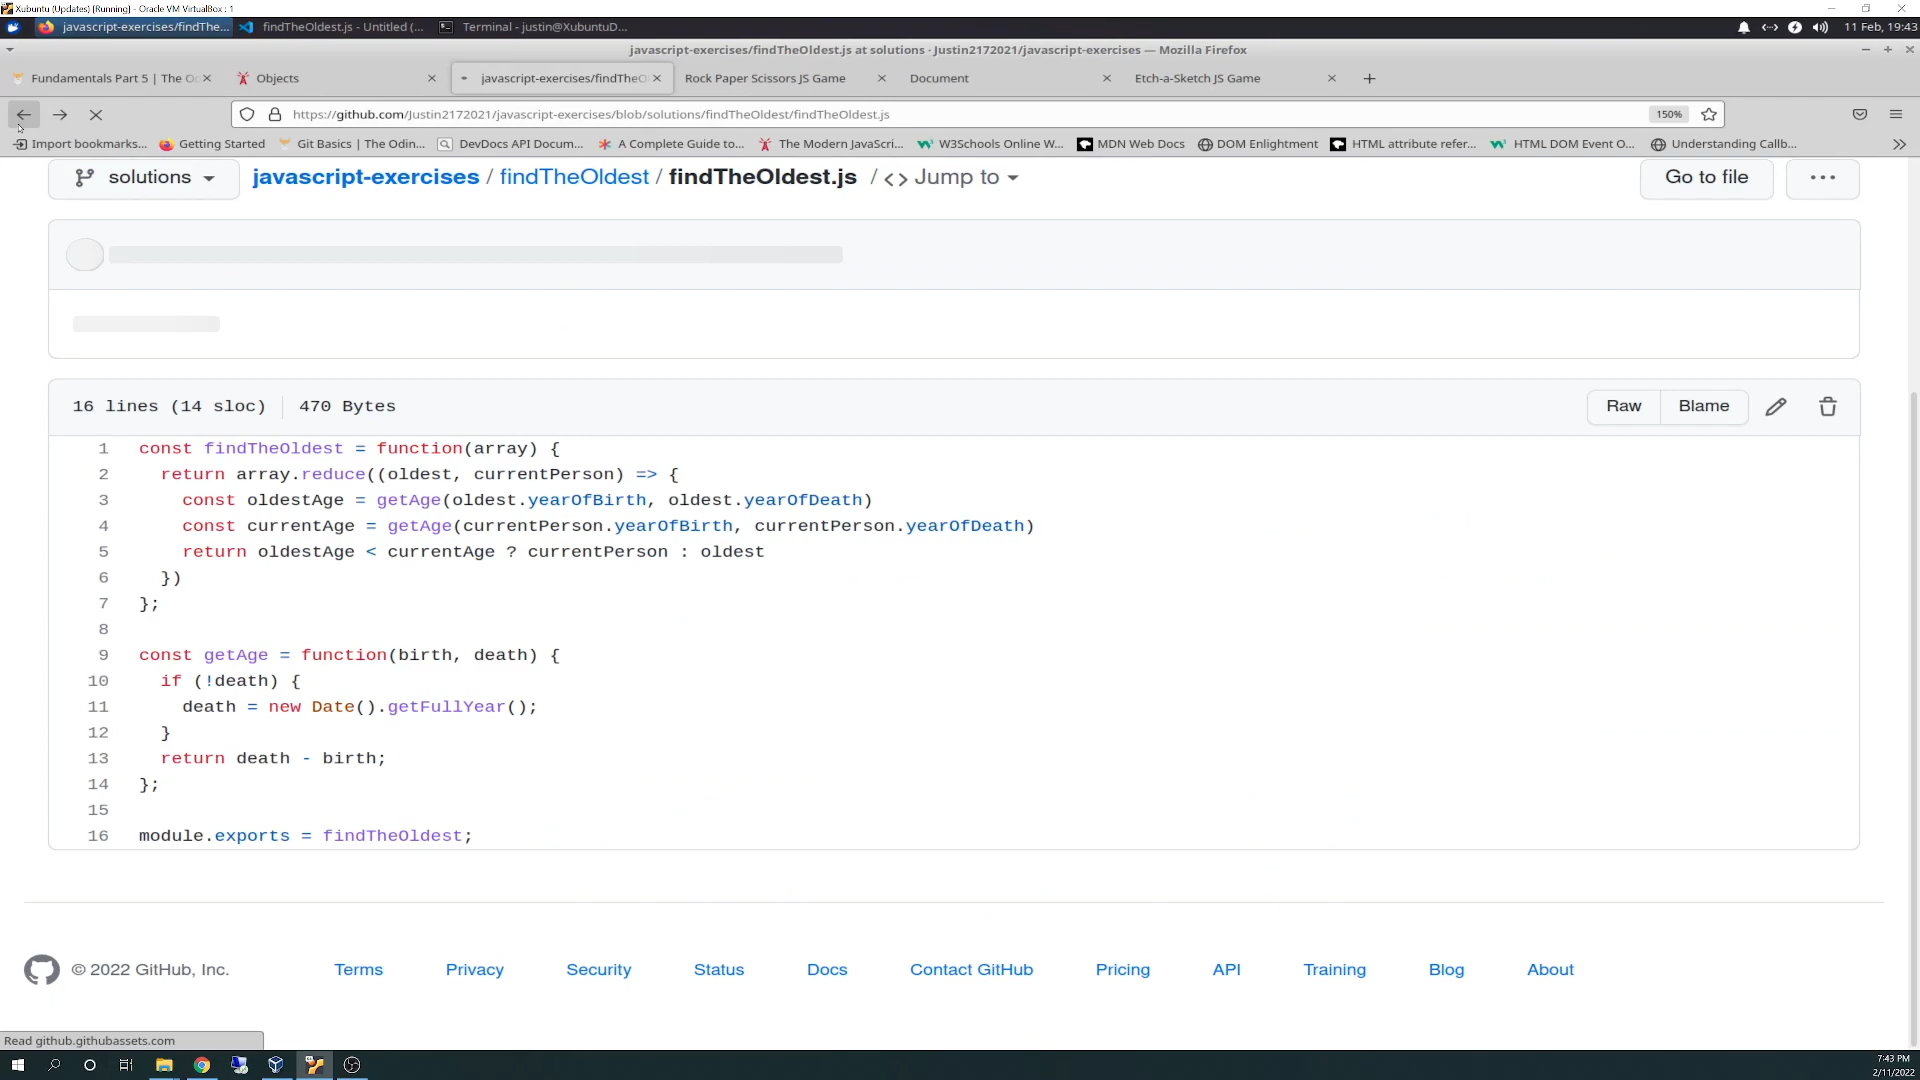 Xubuntu (Updates) [Running] - Oracle VM VirtualBox : 1
javascript-exercises/findThe... findTheOldest.js - Untitled (... Terminal - justin@XubuntuD... 11 Feb, 19:43
javascript-exercises/findTheOldest.js at solutions · Justin2172021/javascript-exercises — Mozilla Firefox
Fundamentals Part 5 | The O Objects javascript-exercises/findTheO Rock Paper Scissors JS Game Document Etch-a-Sketch JS Game
https://github.com/Justin2172021/javascript-exercises/blob/solutions/findTheOldest/findTheOldest.js 150%
Import bookmarks... Getting Started Git Basics | The Odin... DevDocs API Docum... A Complete Guide to... The Modern JavaScri... W3Schools Online W... MDN Web Docs DOM Enlightment HTML attribute refer... HTML DOM Event O... Understanding Callb...
solutions javascript-exercises / findTheOldest / findTheOldest.js / <> Jump to Go to file ...
16 lines (14 sloc) 470 Bytes Raw Blame
1 const findTheOldest = function(array) {
2 return array.reduce((oldest, currentPerson) => {
3 const oldestAge = getAge(oldest.yearOfBirth, oldest.yearOfDeath)
4 const currentAge = getAge(currentPerson.yearOfBirth, currentPerson.yearOfDeath)
5 return oldestAge < currentAge ? currentPerson : oldest
6 })
7 };
8
9 const getAge = function(birth, death) {
10 if (!death) {
11 death = new Date().getFullYear();
12 }
13 return death - birth;
14 };
15
16 module.exports = findTheOldest;
© 2022 GitHub, Inc. Terms Privacy Security Status Docs Contact GitHub Pricing API Training Blog About
Read github.githubassets.com
7:43 PM
2/11/2022